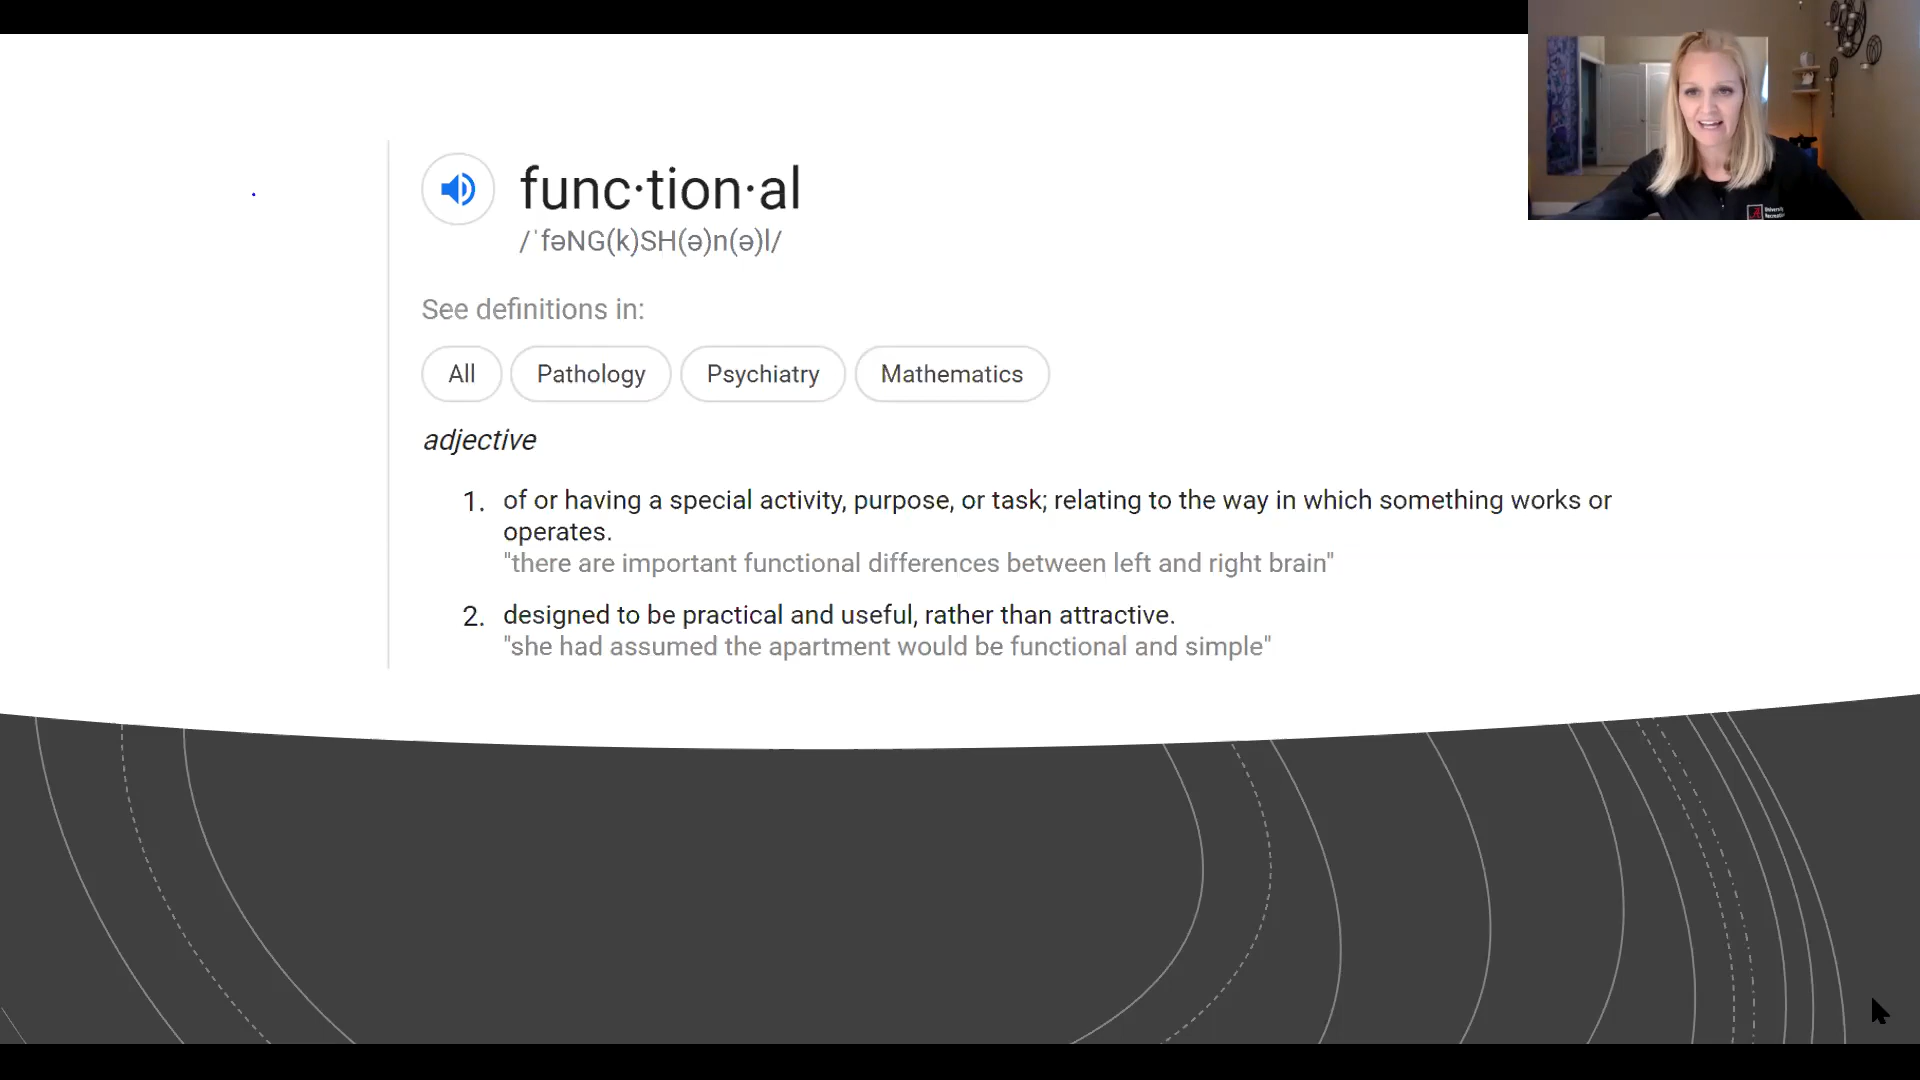 func·tion·al
/ˈfəNG(k)SH(ə)n(ə)l/
See definitions in:
All
Pathology
Psychiatry
Mathematics
adjective
1. of or having a special activity, purpose, or task; relating to the way in which something works or
operates.
"there are important functional differences between left and right brain"
2. designed to be practical and useful, rather than attractive.
"she had assumed the apartment would be functional and simple"
University